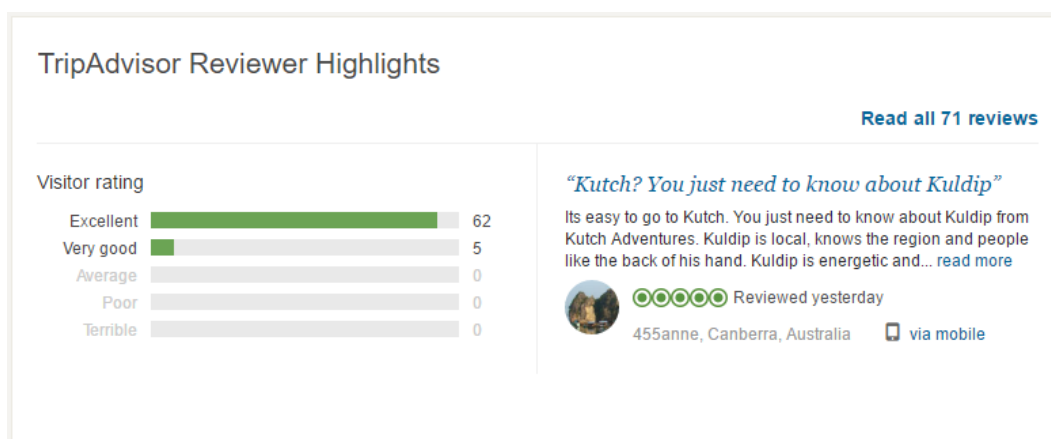 TripAdvisor Reviewer Highlights
Read all 71 reviews
Visitor rating
Excellent 62
Very good 5
Average 0
Poor 0
Terrible 0
“Kutch? You just need to know about Kuldip”
Its easy to go to Kutch. You just need to know about Kuldip from
Kutch Adventures. Kuldip is local, knows the region and people
like the back of his hand. Kuldip is energetic and... read more
Reviewed yesterday
455anne, Canberra, Australia via mobile